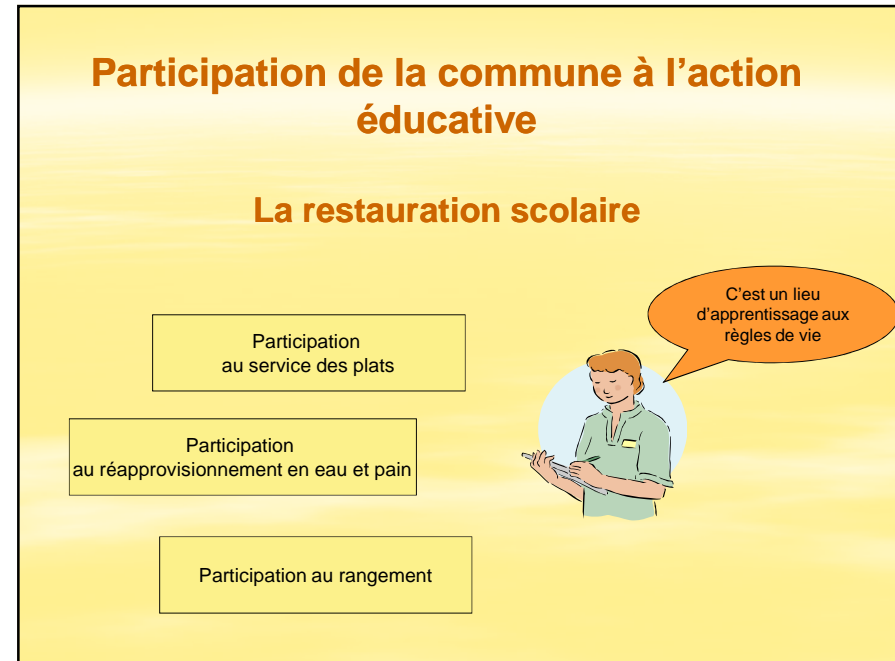 Participation de la commune à l’action
éducative
La restauration scolaire
C’est un lieu
d’apprentissage aux
règles de vie
Participation
au service des plats
Participation
au réapprovisionnement en eau et pain
Participation au rangement